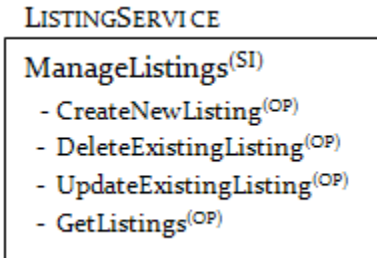 LISTINGSERVICE
ManageListings(SI)
- CreateNewListing(OP)
- DeleteExistingListing(OP)
- UpdateExistingListing(OP)
- GetListings(OP)